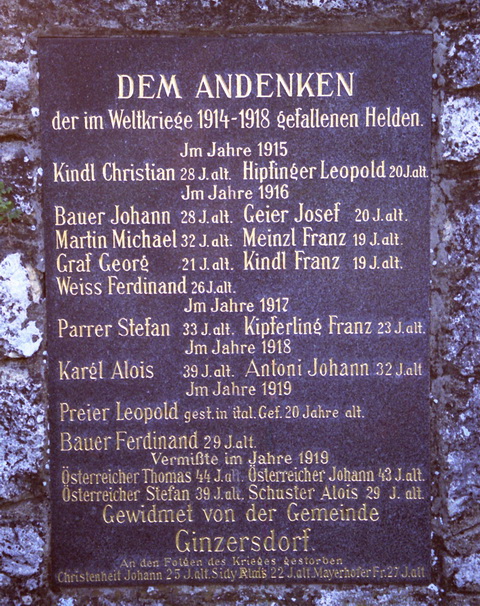 DEM ANDENKEN
der im Weltkriege 1914-1918 gefallenen Helden.
Jm Jahre 1915
Kindl Christian 28 J. alt. Hipfinger Leopold 20 J. alt.
Jm Jahre 1916
Bauer Johann 28 J. alt. Geier Josef 20 J. alt.
Martin Michael 32 J. alt. Meinzl Franz 19 J. alt.
Graf Georg 21 J. alt. Kindl Franz 19 J. alt.
Weiss Ferdinand 26 J. alt.
Jm Jahre 1917
Parrer Stefan 33 J. alt. Kipferling Franz 23 J. alt.
Jm Jahre 1918
Kargl Alois 39 J. alt. Antoni Johann 32 J. alt
Jm Jahre 1919
Preier Leopold gest. in ital. Gef. 20 Jahre alt.
Bauer Ferdinand 29 J. alt.
Vermißte im Jahre 1919
Österreicher Thomas 44 J. alt. Österreicher Johann 43 J. alt.
Österreicher Stefan 39 J. alt. Schuster Alois 29 J. alt.
Gewidmet von der Gemeinde
Ginzersdorf.
An den Folgen des Krieges gestorben
Christenheit Johann 25 J. alt. Sidy 22 J. alt. Mayerhofer Fr. 27 J. alt